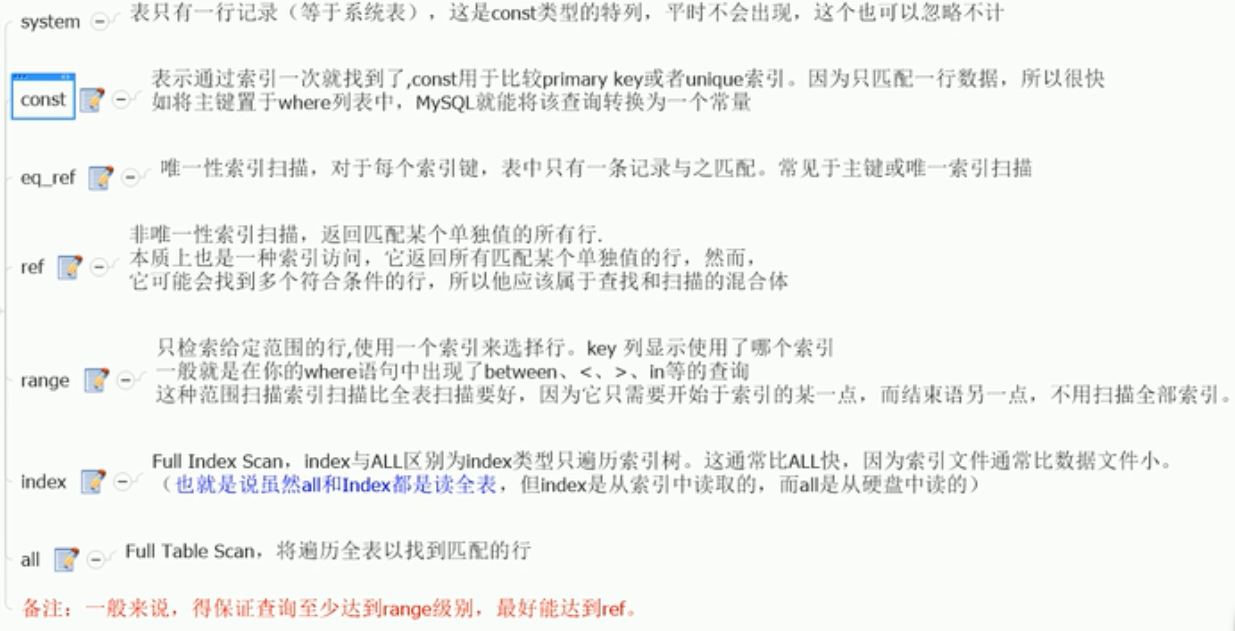 system 表只有一行记录（等于系统表），这是const类型的特列，平时不会出现，这个也可以忽略不计
表示通过索引一次就找到了,const用于比较primary key或者unique索引。因为只匹配一行数据，所以很快
const
如将主键置于where列表中，MySQL就能将该查询转换为一个常量
eq_ref 唯一性索引扫描，对于每个索引键，表中只有一条记录与之匹配。常见于主键或唯一索引扫描
非唯一性索引扫描，返回匹配某个单独值的所有行.
ref 本质上也是一种索引访问，它返回所有匹配某个单独值的行，然而，
它可能会找到多个符合条件的行，所以他应该属于查找和扫描的混合体
只检索给定范围的行,使用一个索引来选择行。key 列显示使用了哪个索引
range 一般就是在你的where语句中出现了between、<、>、in等的查询
这种范围扫描索引扫描比全表扫描要好，因为它只需要开始于索引的某一点，而结束语另一点，不用扫描全部索引。
Full Index Scan，index与ALL区别为index类型只遍历索引树。这通常比ALL快，因为索引文件通常比数据文件小。
index （也就是说虽然all和Index都是读全表，但index是从索引中读取的，而all是从硬盘中读的）
all Full Table Scan，将遍历全表以找到匹配的行
备注：一般来说，得保证查询至少达到range级别，最好能达到ref。